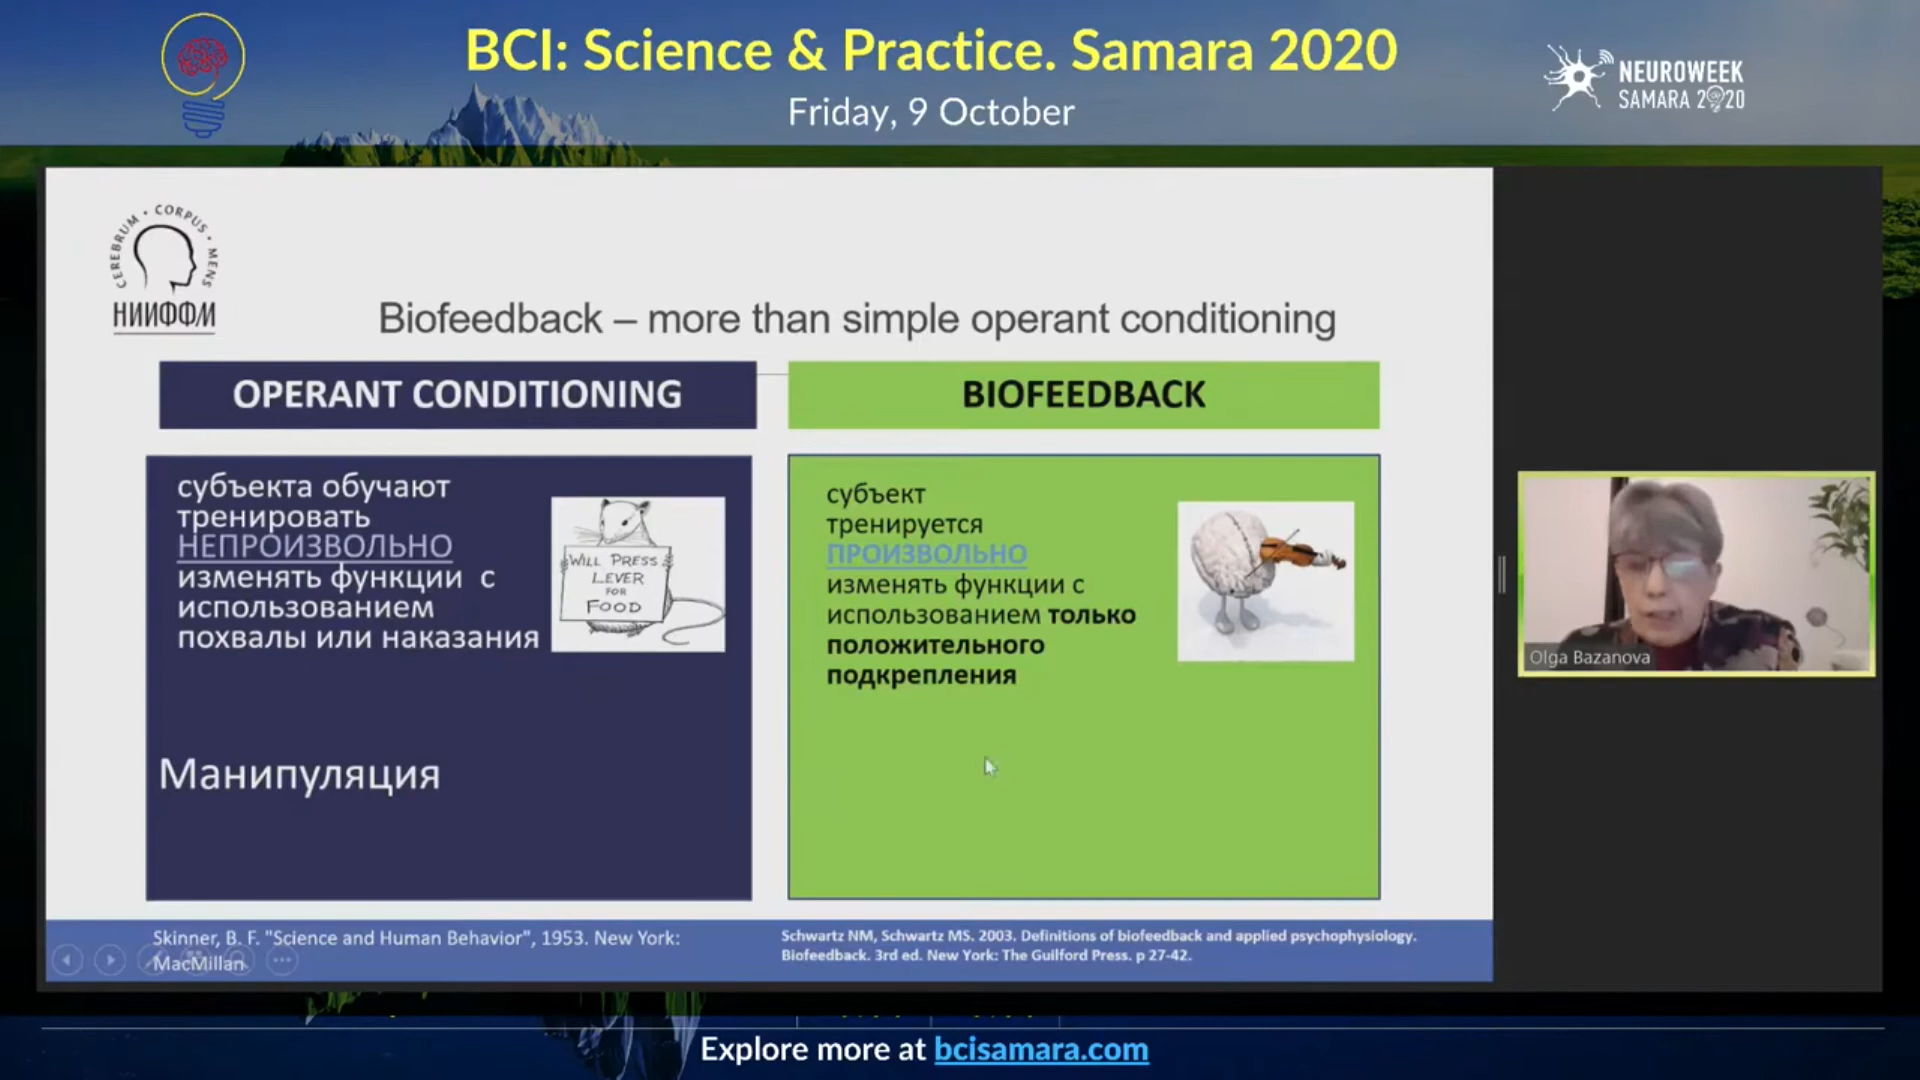 BCI: Science & Practice. Samara 2020
Friday, 9 October
NEUROWEEK
SAMARA 2020
CEREBRUM • CORPUS • MENS
НИИФФМ
Biofeedback – more than simple operant conditioning
OPERANT CONDITIONING
субъекта обучают
тренировать
НЕПРОИЗВОЛЬНО
изменять функции с
использованием
похвалы или наказания
WILL PRESS
LEVER
FOR
FOOD
Манипуляция
BIOFEEDBACK
субъект
тренируется
ПРОИЗВОЛЬНО
изменять функции с
использованием только
положительного
подкрепления
Olga Bazanova
Skinner, B. F. "Science and Human Behavior", 1953. New York:
MacMillan
Schwartz NM, Schwartz MS. 2003. Definitions of biofeedback and applied psychophysiology.
Biofeedback. 3rd ed. New York: The Guilford Press. p 27-42.
Explore more at bcisamara.com